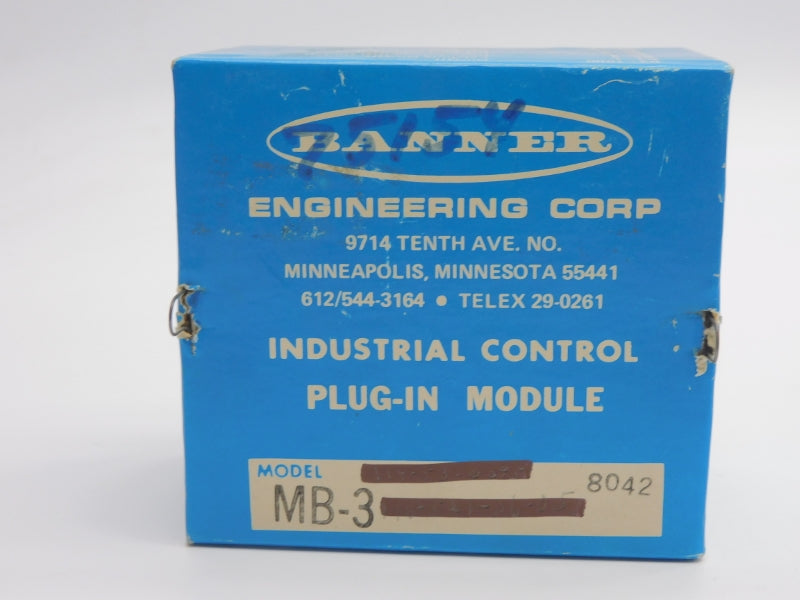 BANNER
75154
ENGINEERING CORP
9714 TENTH AVE. NO.
MINNEAPOLIS, MINNESOTA 55441
612/544-3164 ● TELEX 29-0261
INDUSTRIAL CONTROL
PLUG-IN MODULE
MODEL
MB-3 8042